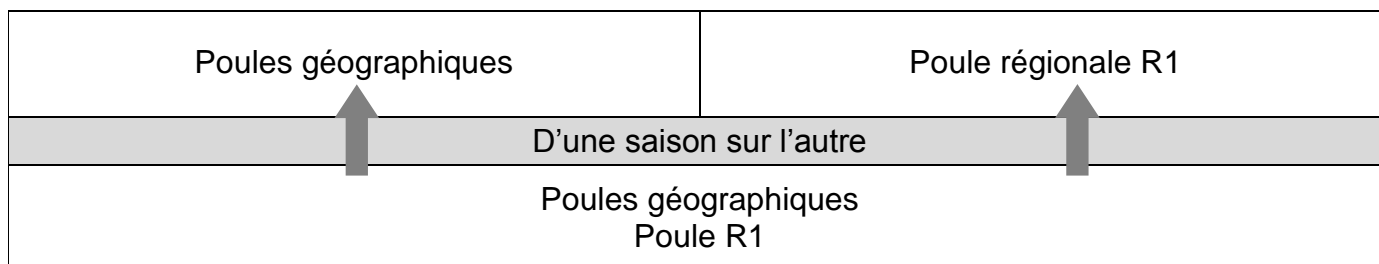 Poules géographiques
Poule régionale R1
D’une saison sur l’autre
Poules géographiques
Poule R1